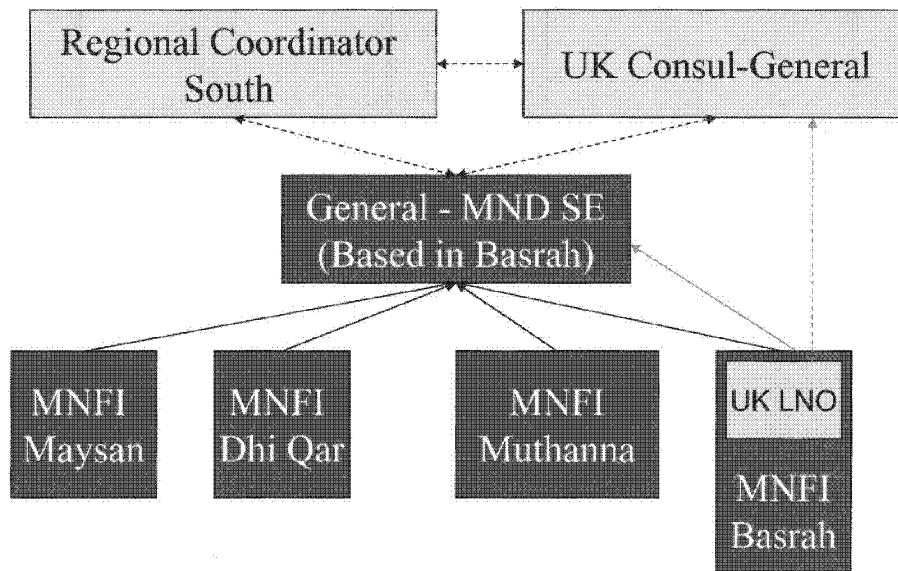 Regional Coordinator
South
UK Consul-General
General - MND SE
(Based in Basrah)
MNFI
Maysan
MNFI
Dhi Qar
MNFI
Muthanna
UK LNO
MNFI
Basrah